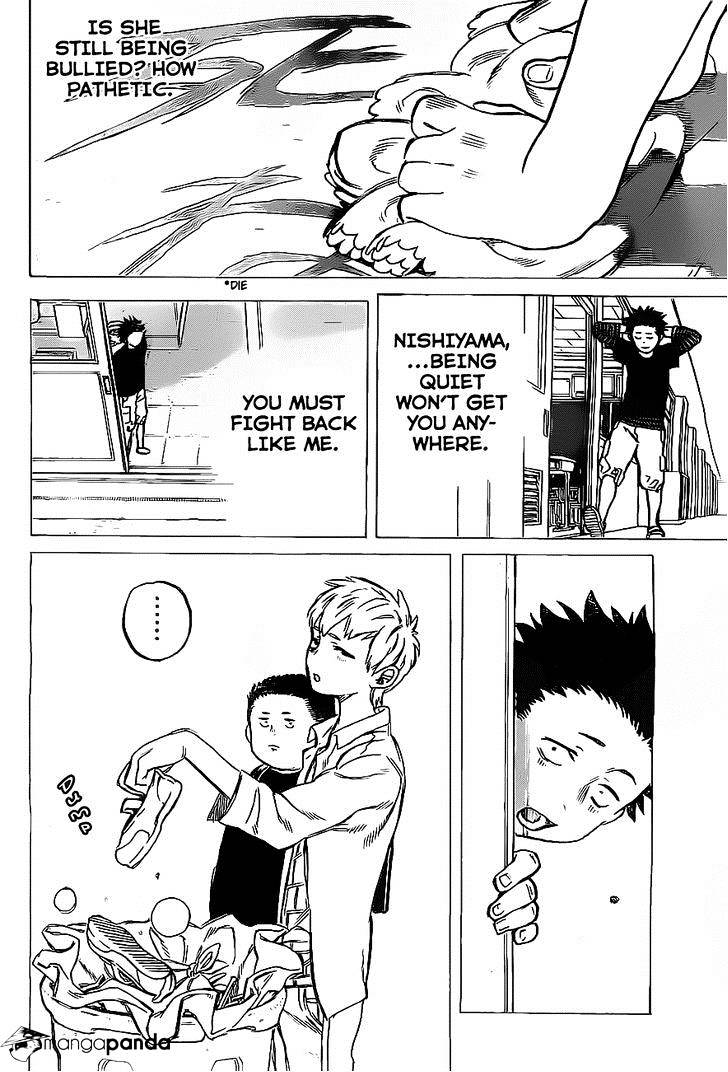 IS SHE
STILL BEING
BULLIED? HOW
PATHETIC.
*DIE
NISHIYAMA,
...BEING
QUIET
WON'T GET
YOU ANY-
WHERE.
YOU MUST
FIGHT BACK
LIKE ME.
......
mangapanda